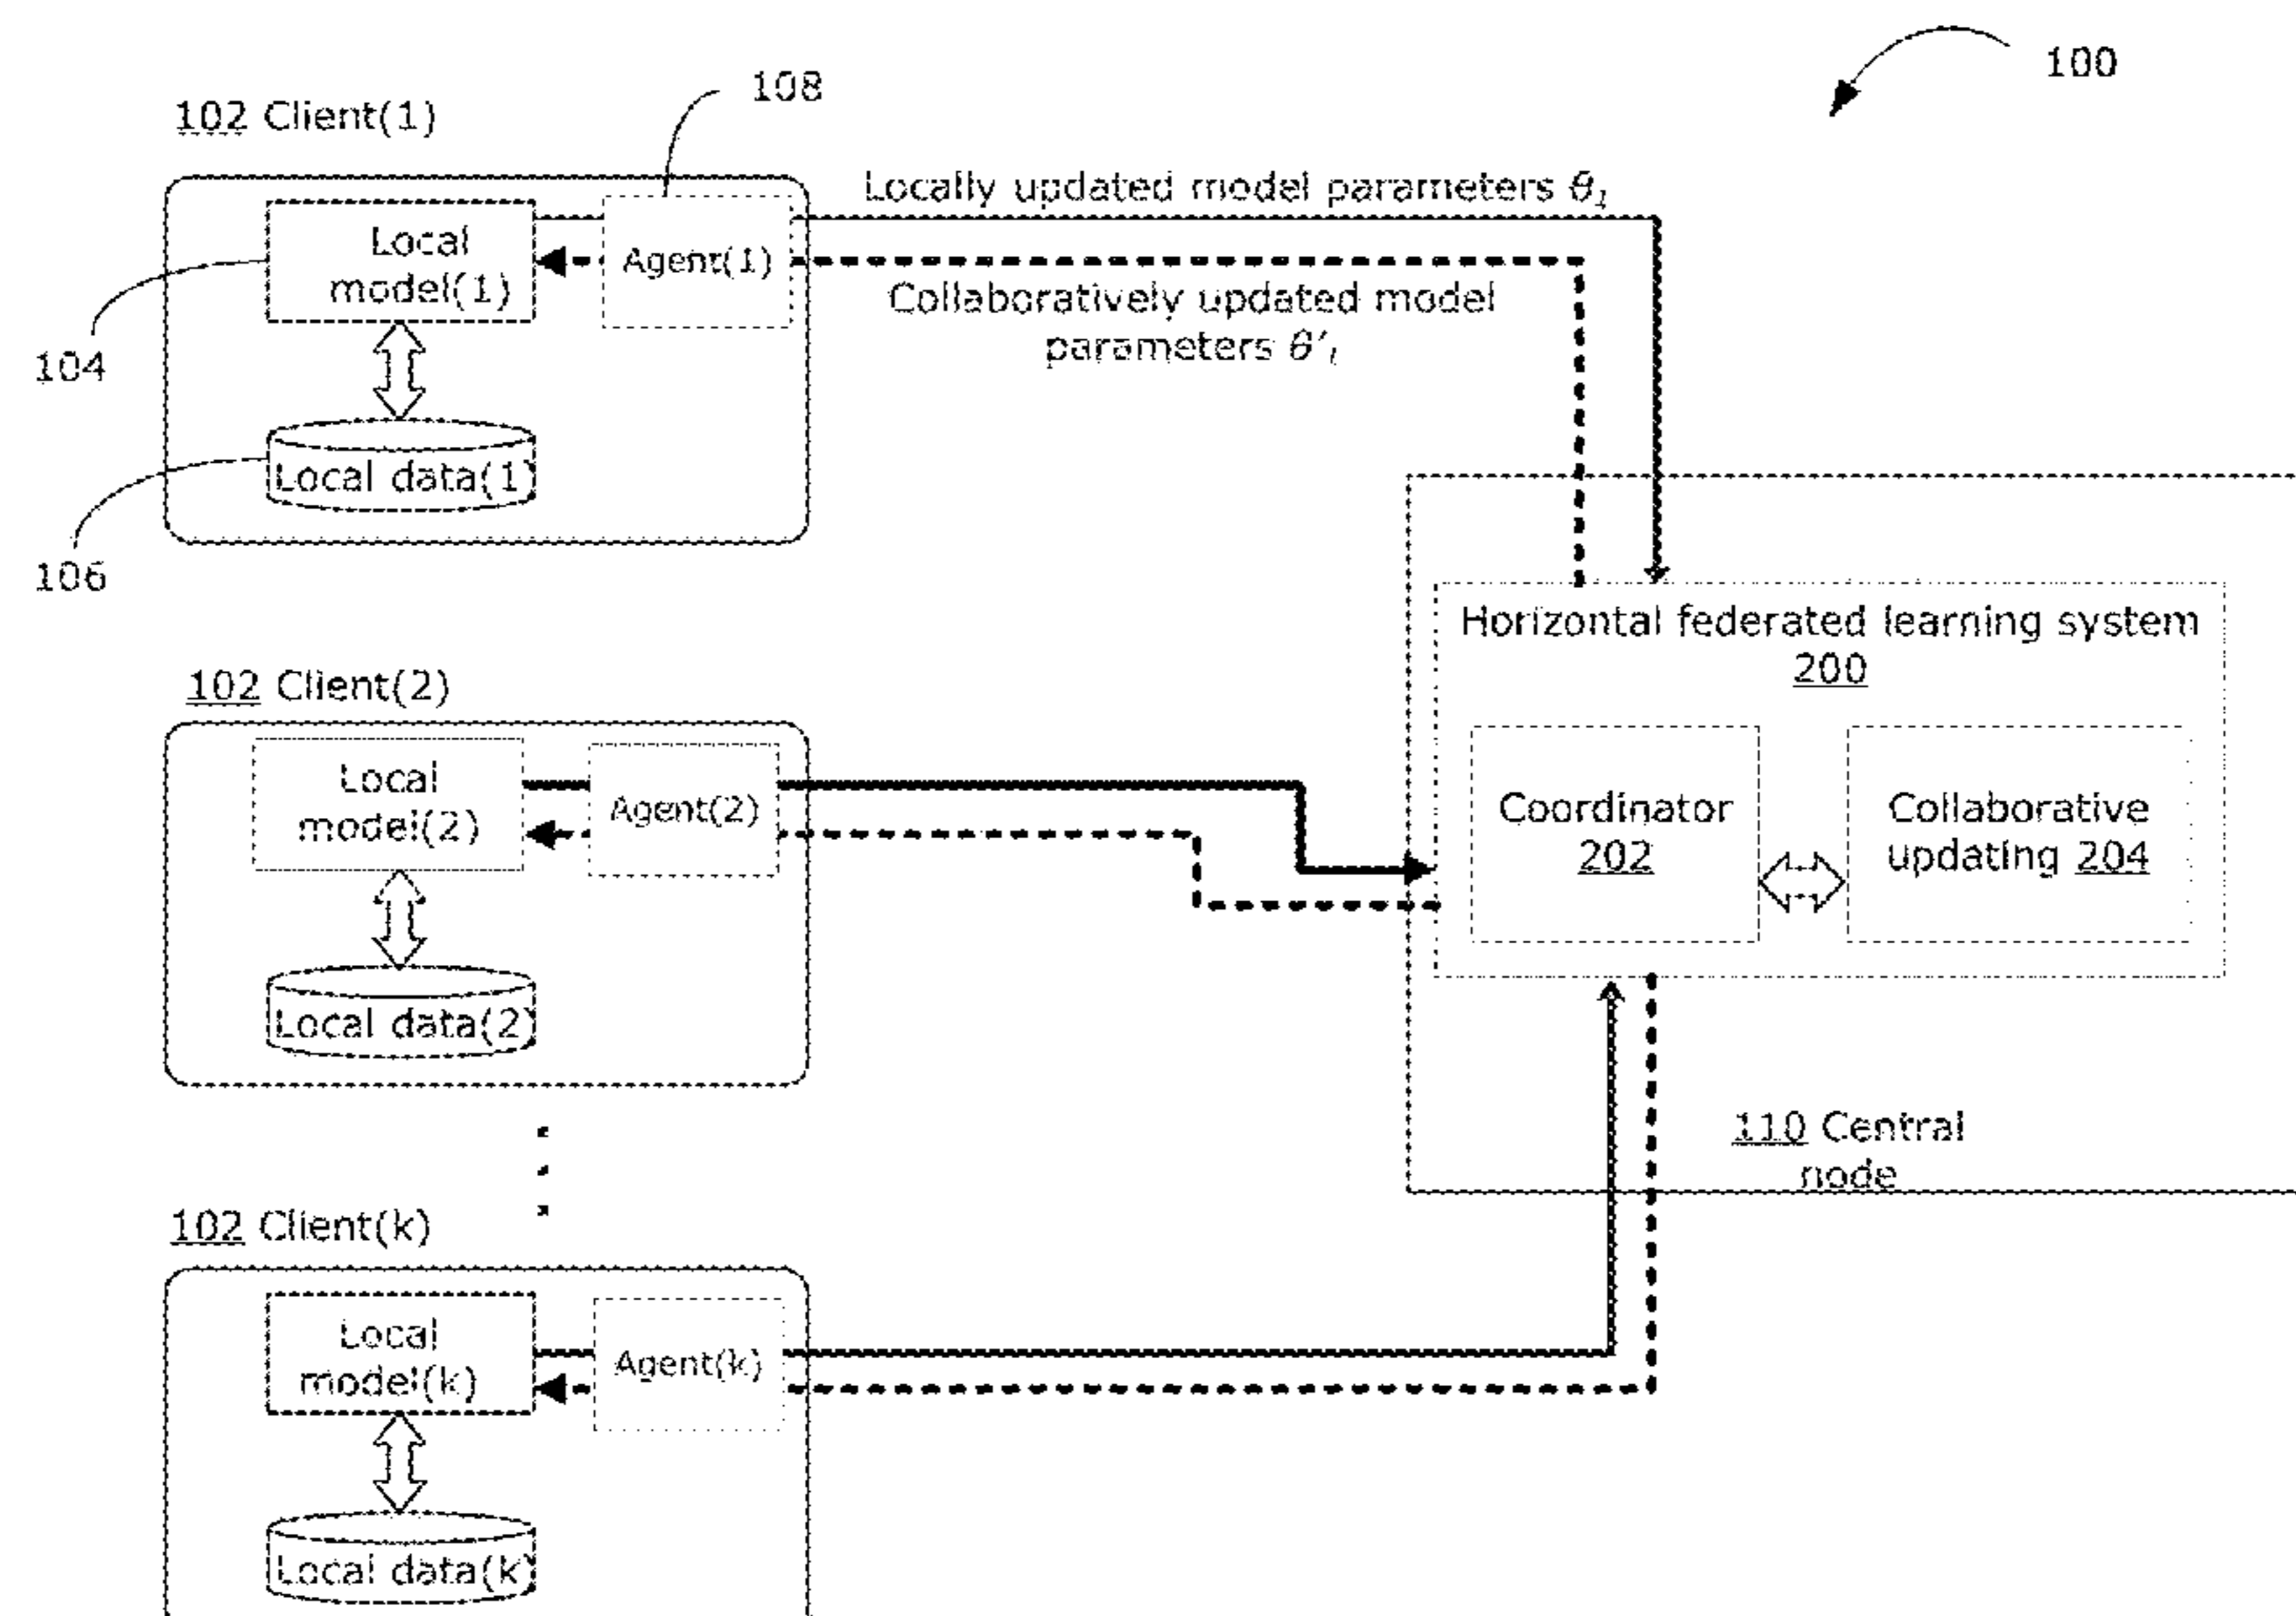 100
108
102 Client(1)
Locally updated model parameters θ₁
Local
model(1)
Agent(1)
Collaboratively updated model
parameters θ'₁
104
Local data(1)
106
Horizontal federated learning system
200
102 Client(2)
Local
model(2)
Agent(2)
Coordinator
202
Collaborative
updating 204
Local data(2)
110 Central
node
102 Client(k)
Local
model(k)
Agent(k)
Local data(k)